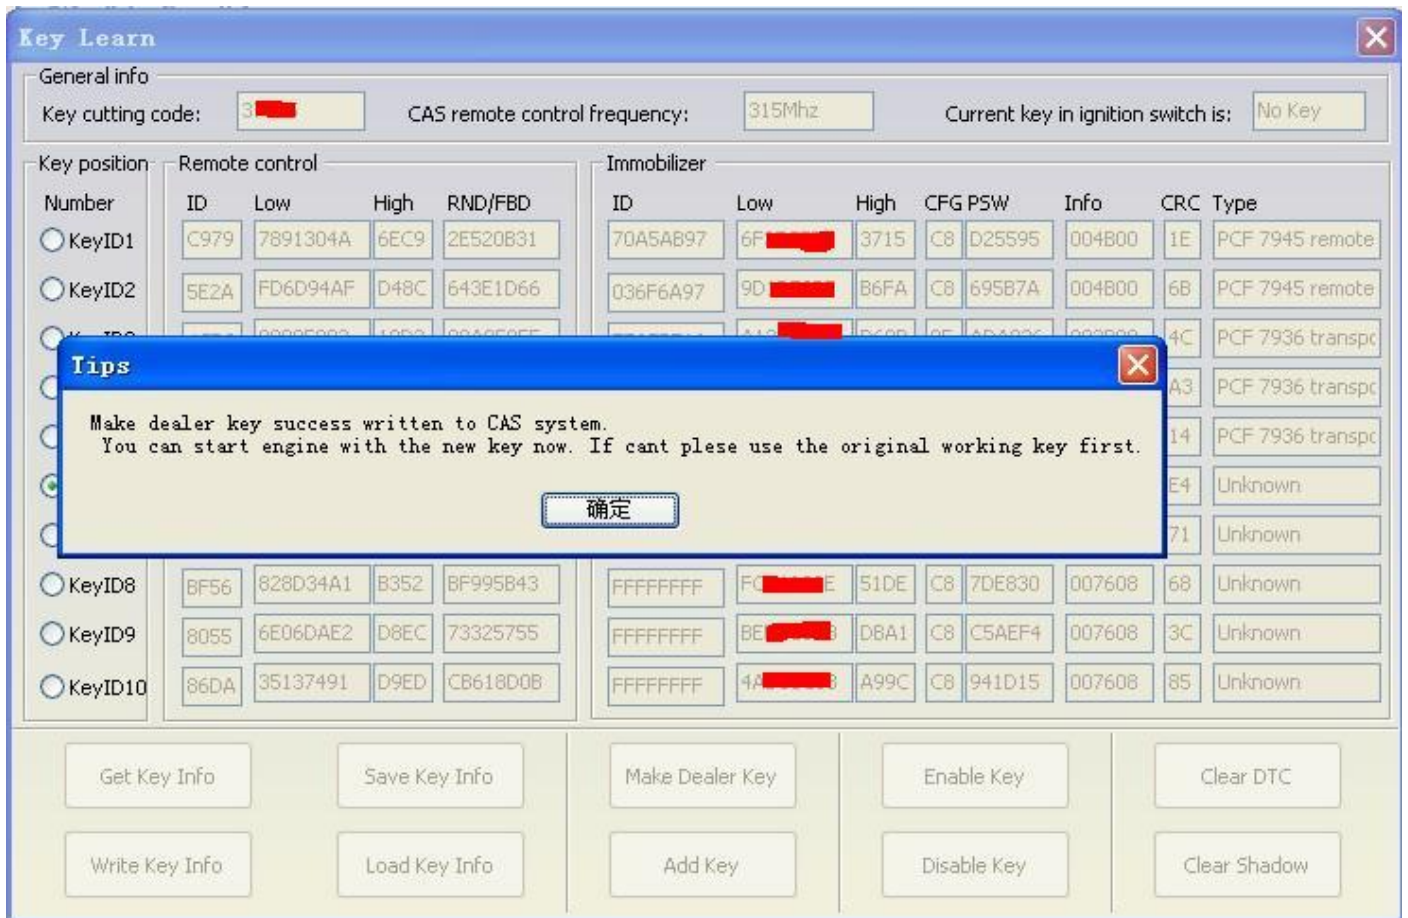 Key Learn
General info
Key cutting code: 3 CAS remote control frequency: 315Mhz Current key in ignition switch is: No Key
Key position Remote control Immobilizer
Number ID Low High RND/FBD ID Low High CFG PSW Info CRC Type
KeyID1 C979 7891304A 6EC9 2E520B31 70A5AB97 6F 3715 C8 D25595 004B00 1E PCF 7945 remote
KeyID2 5E2A FD6D94AF D48C 643E1D66 036F6A97 9D B6FA C8 695B7A 004B00 6B PCF 7945 remote
4C PCF 7936 transpo
Tips
A3 PCF 7936 transpo
Make dealer key success written to CAS system.
14 PCF 7936 transpo
You can start engine with the new key now. If cant plese use the original working key first.
E4 Unknown
确定
71 Unknown
KeyID8 BF56 828D34A1 B352 BF995B43 FFFFFFFF FC E 51DE C8 7DE830 007608 68 Unknown
KeyID9 8055 6E06DAE2 D8EC 73325755 FFFFFFFF BE DBA1 C8 C5AEF4 007608 3C Unknown
KeyID10 86DA 35137491 D9ED CB618D0B FFFFFFFF 4A A99C C8 941D15 007608 85 Unknown
Get Key Info Save Key Info Make Dealer Key Enable Key Clear DTC
Write Key Info Load Key Info Add Key Disable Key Clear Shadow